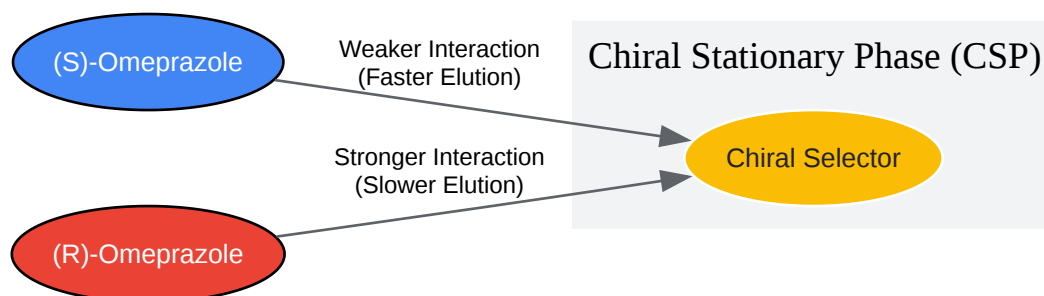 (S)-Omeprazole
Weaker Interaction
(Faster Elution)
Chiral Stationary Phase (CSP)
Chiral Selector
Stronger Interaction
(Slower Elution)
(R)-Omeprazole